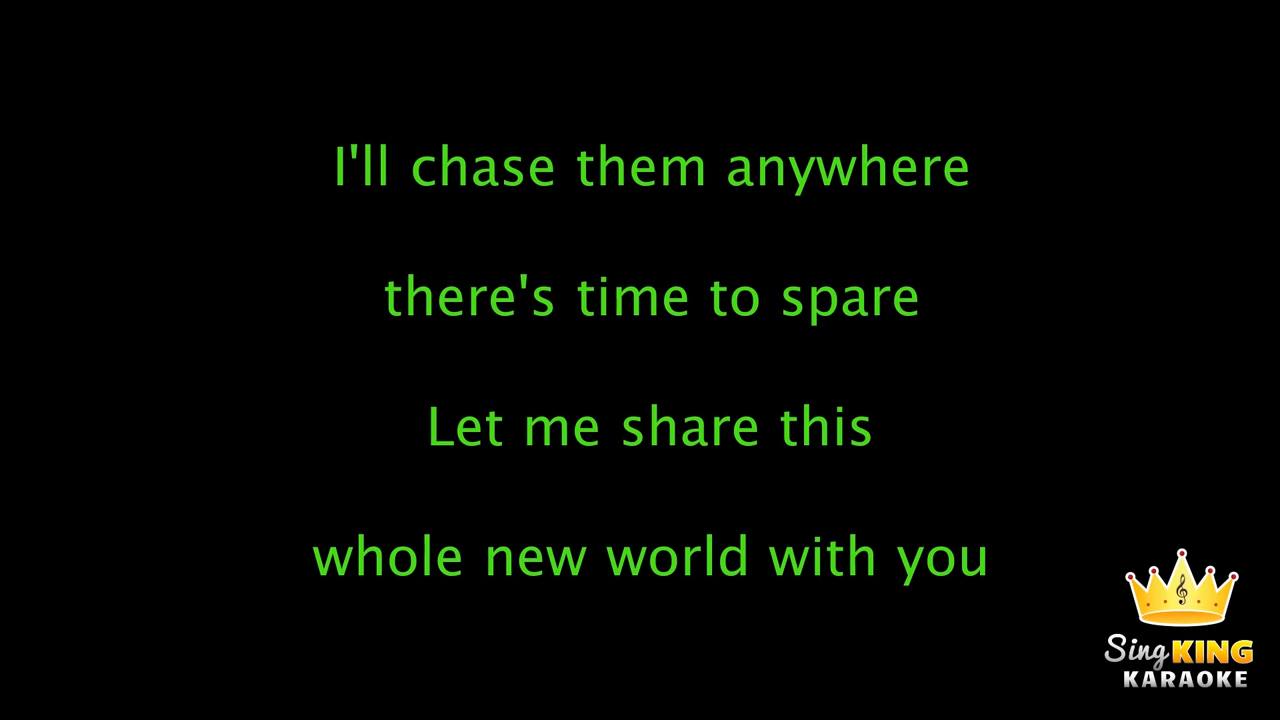 I'll chase them anywhere
there's time to spare
Let me share this
whole new world with you
Sing KING
KARAOKE